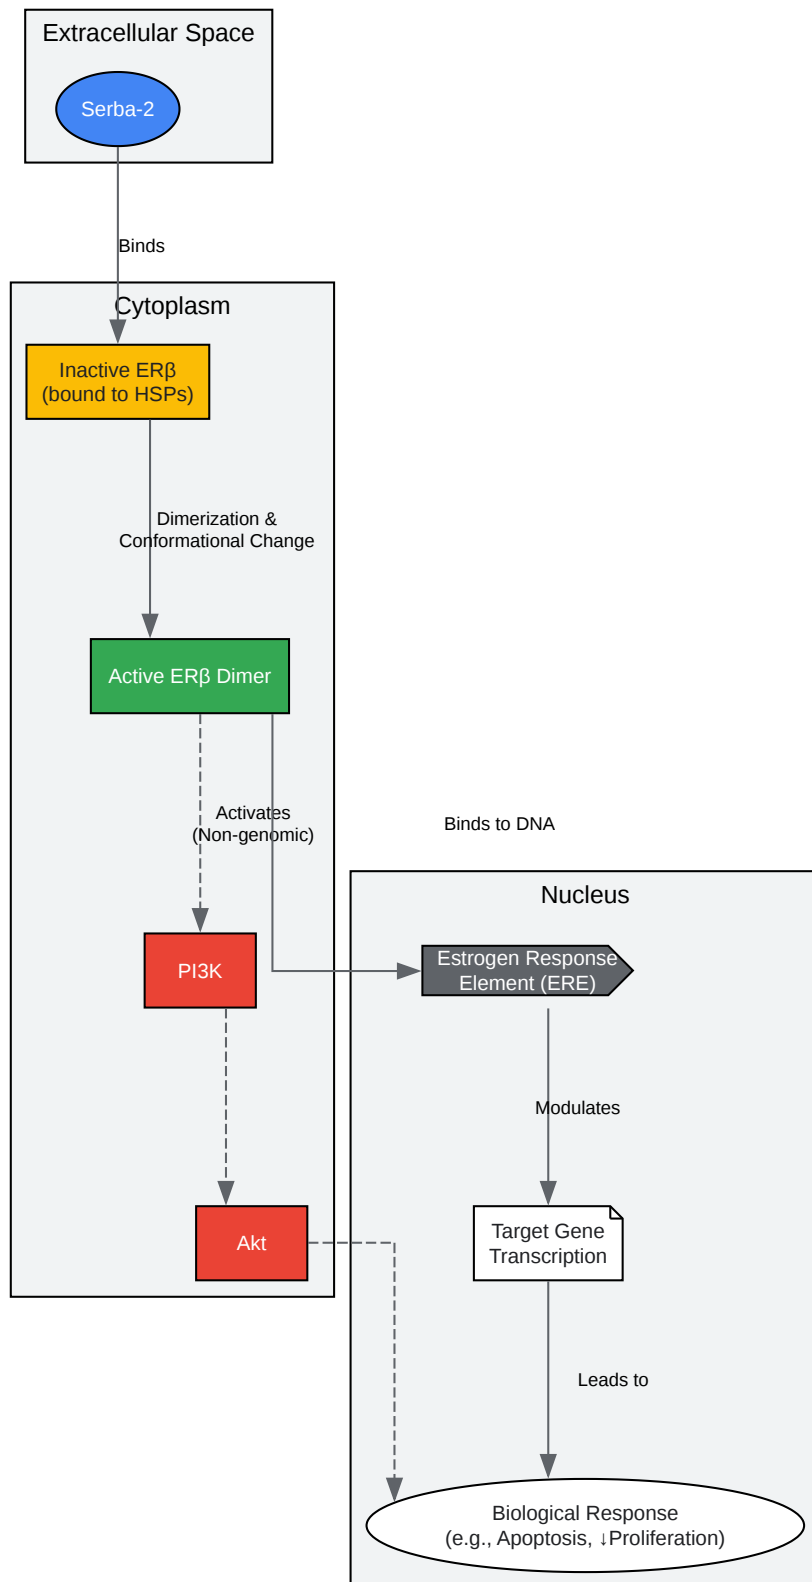 Extracellular Space
Serba-2
Binds
Cytoplasm
Inactive ERβ
(bound to HSPs)
Dimerization &
Conformational Change
Active ERβ Dimer
Activates
(Non-genomic)
Binds to DNA
Nucleus
PI3K
Estrogen Response
Element (ERE)
Modulates
Akt
Target Gene
Transcription
Leads to
Biological Response
(e.g., Apoptosis, ↓Proliferation)